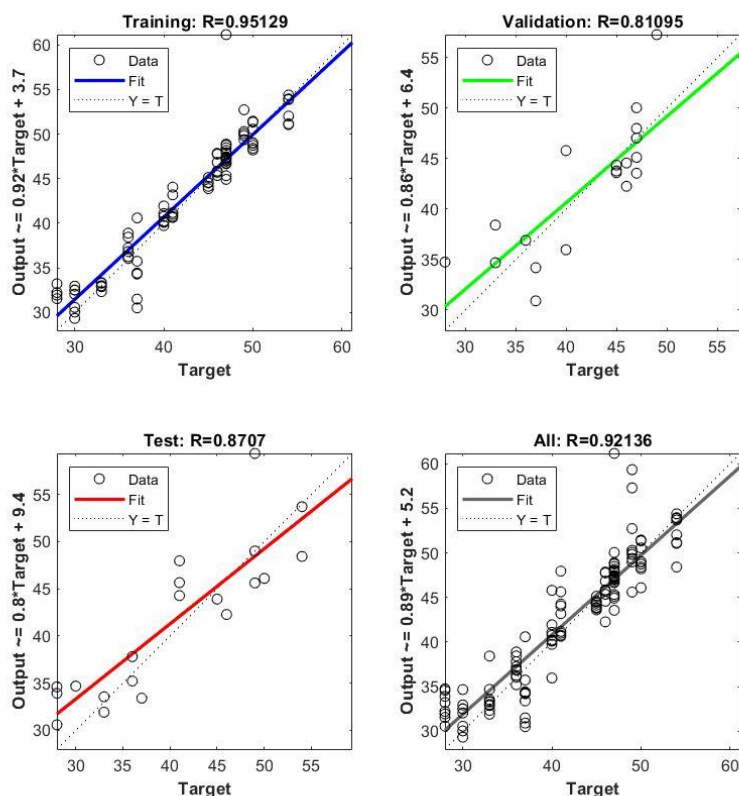 Training: R=0.95129
Output ~= 0.92*Target + 3.7
60
55
50
45
40
35
30
Data
Fit
Y = T
30
40
50
60
Target
Validation: R=0.81095
Output ~= 0.86*Target + 6.4
55
50
45
40
35
30
Data
Fit
Y = T
30
35
40
45
50
55
Target
Test: R=0.8707
Output ~= 0.8*Target + 9.4
55
50
45
40
35
30
Data
Fit
Y = T
30
35
40
45
50
55
Target
All: R=0.92136
Output ~= 0.89*Target + 5.2
60
55
50
45
40
35
30
Data
Fit
Y = T
30
40
50
60
Target